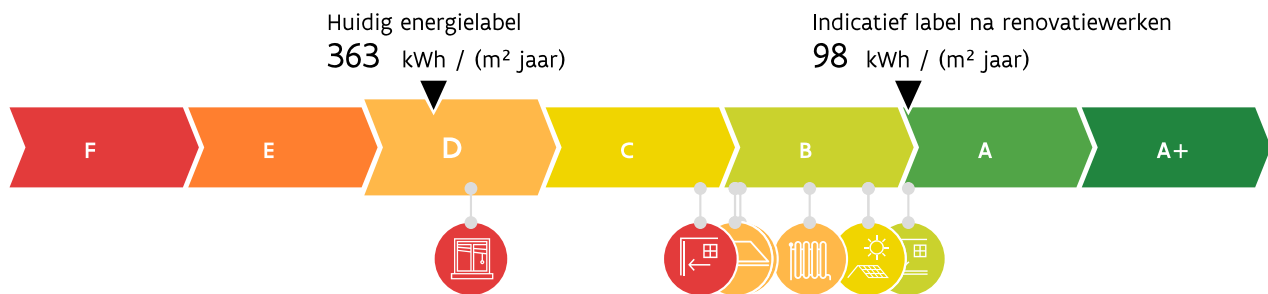 Huidig energielabel
363 kWh / (m² jaar)
Indicatief label na renovatiewerken
98 kWh / (m² jaar)
F E D C B A A+